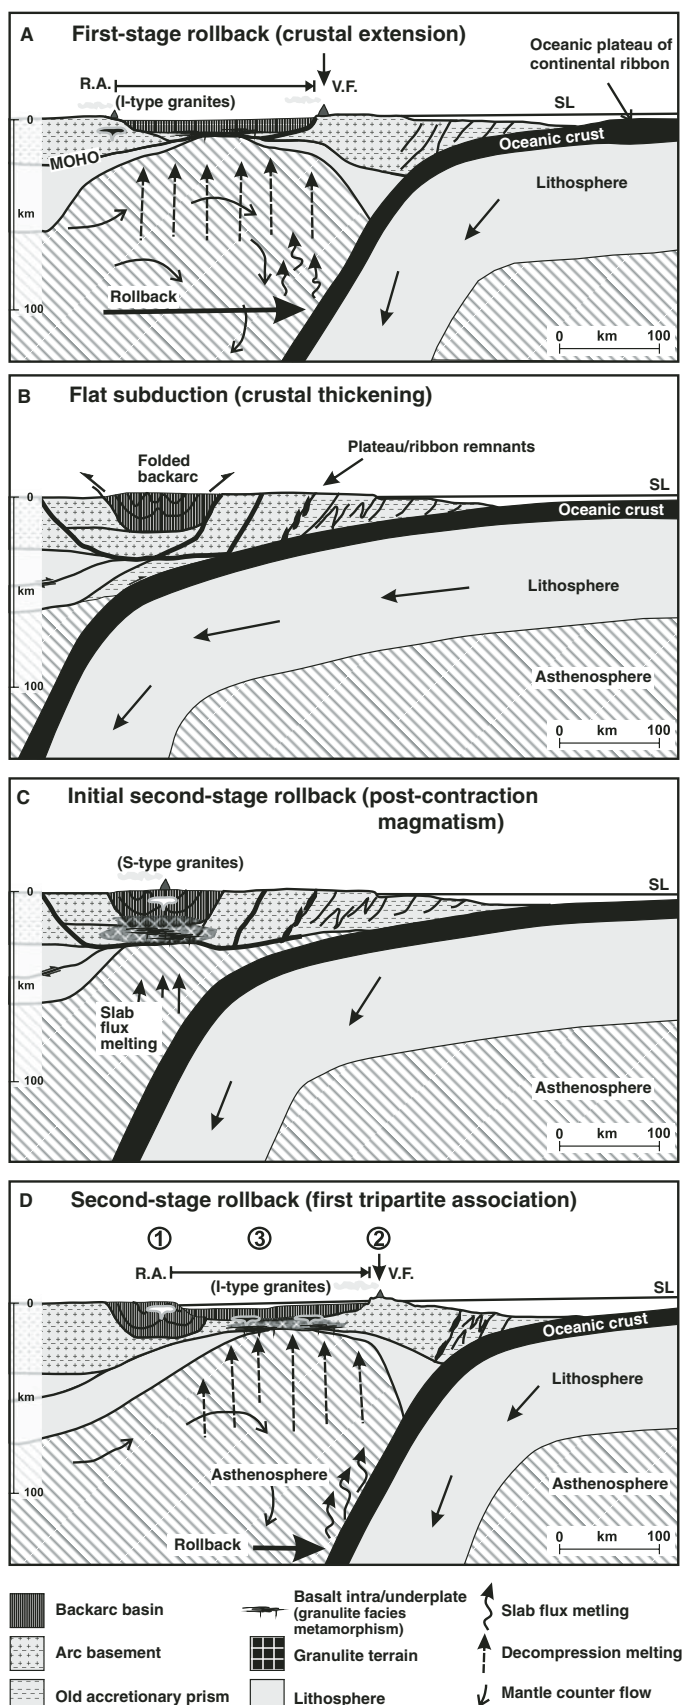 A First-stage rollback (crustal extension)
Oceanic plateau of
continental ribbon
R.A. V.F.
(I-type granites)
SL
0
Oceanic crust
MOHO
Lithosphere
km
Rollback
100
0 km 100
B Flat subduction (crustal thickening)
Plateau/ribbon remnants
Folded
backarc
SL
0
Oceanic crust
Lithosphere
km
Asthenosphere
100
0 km 100
C Initial second-stage rollback (post-contraction
magmatism)
(S-type granites)
SL
0
km
Slab
flux
melting
100
Asthenosphere
0 km 100
D Second-stage rollback (first tripartite association)
1 3 2
R.A. V.F.
(I-type granites)
SL
0
Oceanic crust
Lithosphere
km
Asthenosphere
Asthenosphere
100
Rollback
0 km 100
Backarc basin
Arc basement
Old accretionary prism
Basalt intra/underplate
(granulite facies
metamorphism)
Granulite terrain
Lithosphere
Slab flux metling
Decompression melting
Mantle counter flow